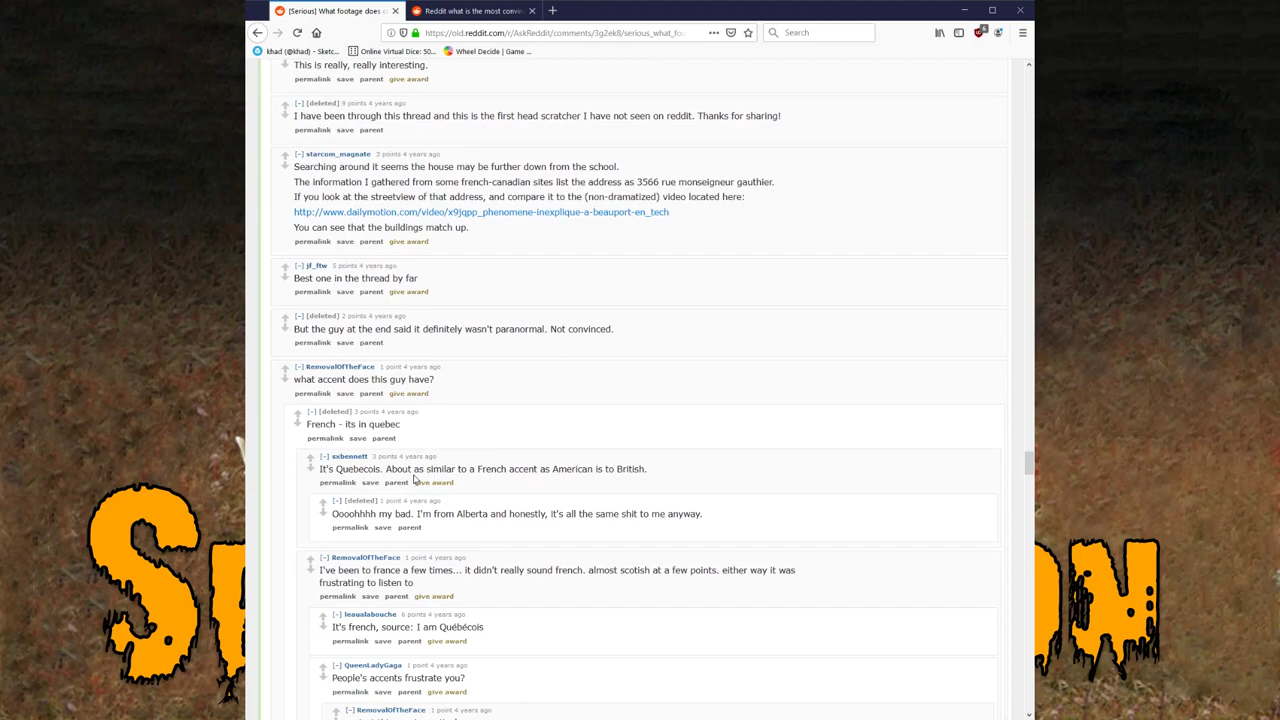 [Serious] What footage does c
Reddit what is the most convin
https://old.reddit.com/r/AskReddit/comments/3g2ek8/serious_what_fo...
Search
6
khad (@khad) - Sketc...
Online Virtual Dice: 50...
Wheel Decide | Game ...
This is really, really interesting.
permalink save parent give award
[–] [deleted] 9 points 4 years ago
I have been through this thread and this is the first head scratcher I have not seen on reddit. Thanks for sharing!
permalink save parent
[–] starcom_magnate 3 points 4 years ago
Searching around it seems the house may be further down from the school.
The information I gathered from some french-canadian sites list the address as 3566 rue monseigneur gauthier.
If you look at the streetview of that address, and compare it to the (non-dramatized) video located here:
http://www.dailymotion.com/video/x9jqpp_phenomene-inexplique-a-beauport-en_tech
You can see that the buildings match up.
permalink save parent give award
[–] jf_ftw 5 points 4 years ago
Best one in the thread by far
permalink save parent give award
[–] [deleted] 2 points 4 years ago
But the guy at the end said it definitely wasn't paranormal. Not convinced.
permalink save parent
[–] RemovalOfTheFace 1 point 4 years ago
what accent does this guy have?
permalink save parent give award
[–] [deleted] 3 points 4 years ago
French - its in quebec
permalink save parent
[–] sxbennett 3 points 4 years ago
It's Quebecois. About as similar to a French accent as American is to British.
permalink save parent give award
[–] [deleted] 1 point 4 years ago
Oooohhhh my bad. I'm from Alberta and honestly, it's all the same shit to me anyway.
permalink save parent
[–] RemovalOfTheFace 1 point 4 years ago
I've been to france a few times... it didn't really sound french. almost scotish at a few points. either way it was
frustrating to listen to
permalink save parent give award
[–] leaualabouche 6 points 4 years ago
It's french, source: I am Québécois
permalink save parent give award
[–] QueenLadyGaga 1 point 4 years ago
People's accents frustrate you?
permalink save parent give award
[–] RemovalOfTheFace 1 point 4 years ago
S
ON